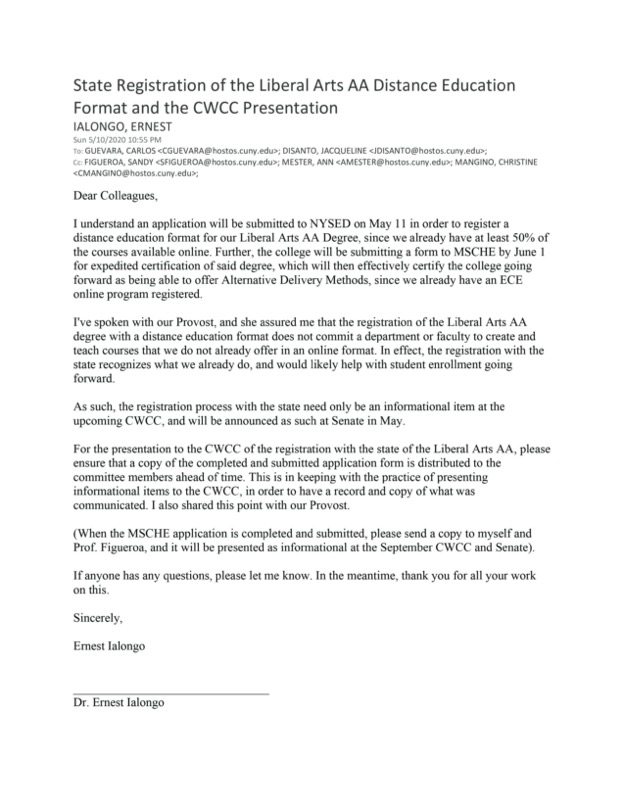 State Registration of the Liberal Arts AA Distance Education
Format and the CWCC Presentation
IALONGO, ERNEST
Sun 5/10/2020 10:55 PM
To: GUEVARA, CARLOS <CGUEVARA@hostos.cuny.edu>; DISANTO, JACQUELINE <JDISANTO@hostos.cuny.edu>;
Cc: FIGUEROA, SANDY <SFIGUEROA@hostos.cuny.edu>; MESTER, ANN <AMESTER@hostos.cuny.edu>; MANGINO, CHRISTINE
<CMANGINO@hostos.cuny.edu>;
Dear Colleagues,
I understand an application will be submitted to NYSED on May 11 in order to register a
distance education format for our Liberal Arts AA Degree, since we already have at least 50% of
the courses available online. Further, the college will be submitting a form to MSCHE by June 1
for expedited certification of said degree, which will then effectively certify the college going
forward as being able to offer Alternative Delivery Methods, since we already have an ECE
online program registered.
I've spoken with our Provost, and she assured me that the registration of the Liberal Arts AA
degree with a distance education format does not commit a department or faculty to create and
teach courses that we do not already offer in an online format. In effect, the registration with the
state recognizes what we already do, and would likely help with student enrollment going
forward.
As such, the registration process with the state need only be an informational item at the
upcoming CWCC, and will be announced as such at Senate in May.
For the presentation to the CWCC of the registration with the state of the Liberal Arts AA, please
ensure that a copy of the completed and submitted application form is distributed to the
committee members ahead of time. This is in keeping with the practice of presenting
informational items to the CWCC, in order to have a record and copy of what was
communicated. I also shared this point with our Provost.
(When the MSCHE application is completed and submitted, please send a copy to myself and
Prof. Figueroa, and it will be presented as informational at the September CWCC and Senate).
If anyone has any questions, please let me know. In the meantime, thank you for all your work
on this.
Sincerely,
Ernest Ialongo
Dr. Ernest Ialongo